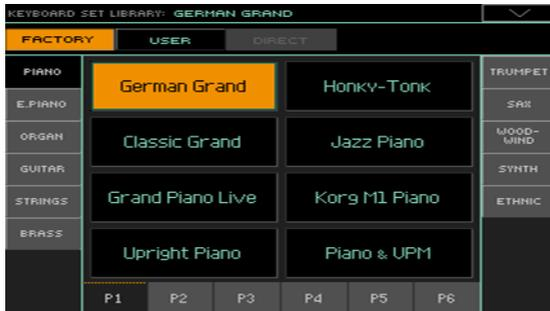 KEYBOARD SET LIBRARY: GERMAN GRAND
FACTORY USER DIRECT
PIANO
E.PIANO
ORGAN
GUITAR
STRINGS
BRASS
German Grand Honky-Tonk
Classic Grand Jazz Piano
Grand Piano Live Korg M1 Piano
Upright Piano Piano & VPM
TRUMPET
SAX
WOOD-
WIND
SYNTH
ETHNIC
P1 P2 P3 P4 P5 P6